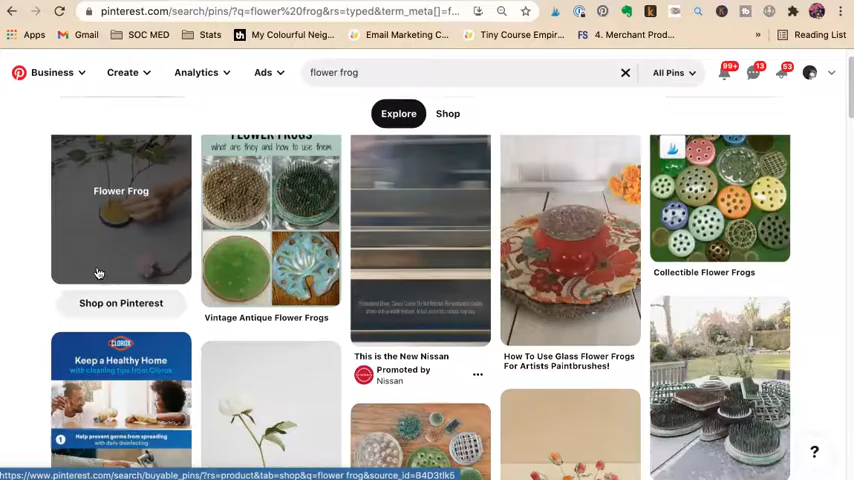 pinterest.com/search/pins/?q=flower%20frog&rs=typed&term_meta[]=f...
Apps
Gmail
SOC MED
Stats
My Colourful Nei...
Email Marketing C...
Tiny Course Empir...
FS
4. Merchant Prod...
»
Reading List
Business
Create
Analytics
Ads
flower frog
All Pins
99+
13
53
Explore
Shop
Flower Frog
Shop on Pinterest
CLOROX
Keep a Healthy Home
with cleaning tips from Clorox
1
Help prevent germs from spreading
with daily disinfecting
FLOWER FROGS
what are they and how to use them
Vintage Antique Flower Frogs
This is the New Nissan
Promoted by
Nissan
How To Use Glass Flower Frogs
For Artists Paintbrushes!
Collectible Flower Frogs
?
https://www.pinterest.com/search/buyable_pins/?rs=product&tab=shop&q=flower frog&source_id=B4D3tlk5